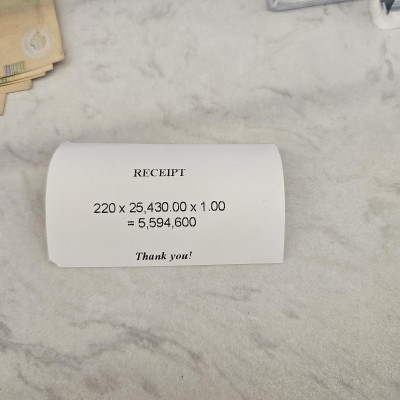 RECEIPT
220 x 25,430.00 x 1.00
= 5,594,600
Thank you!